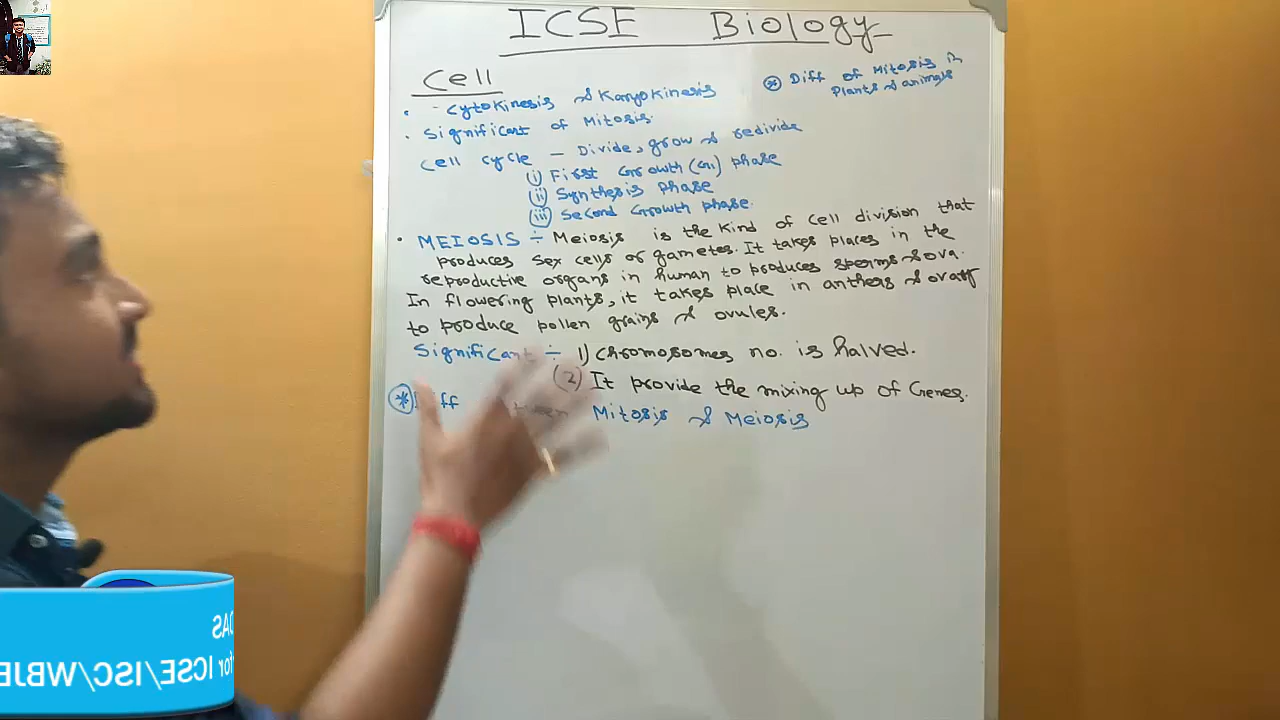 ICSE Biology
Cell
⊛ Diff of Mitosis in
Plants & animals
· - Cytokinesis & Karyokinesis
· Significant of Mitosis.
Cell cycle - Divide, grow & redivide
(i) First Growth (G1) phase
(ii) Synthesis phase
(iii) Second Growth phase.
· MEIOSIS ÷ Meiosis is the kind of cell division that
produces sex cells or gametes. It takes places in the
reproductive organs in human to produces sperms & ova.
In flowering plants, it takes place in anthers &
to produce pollen grains & ovules.
Significant ÷ 1) chromosomes no. is halved.
(2) It provide the mixing up of Genes.
⊛ Diff Mitosis & Meiosis
DAS
for ICSE/ISC/WBJE